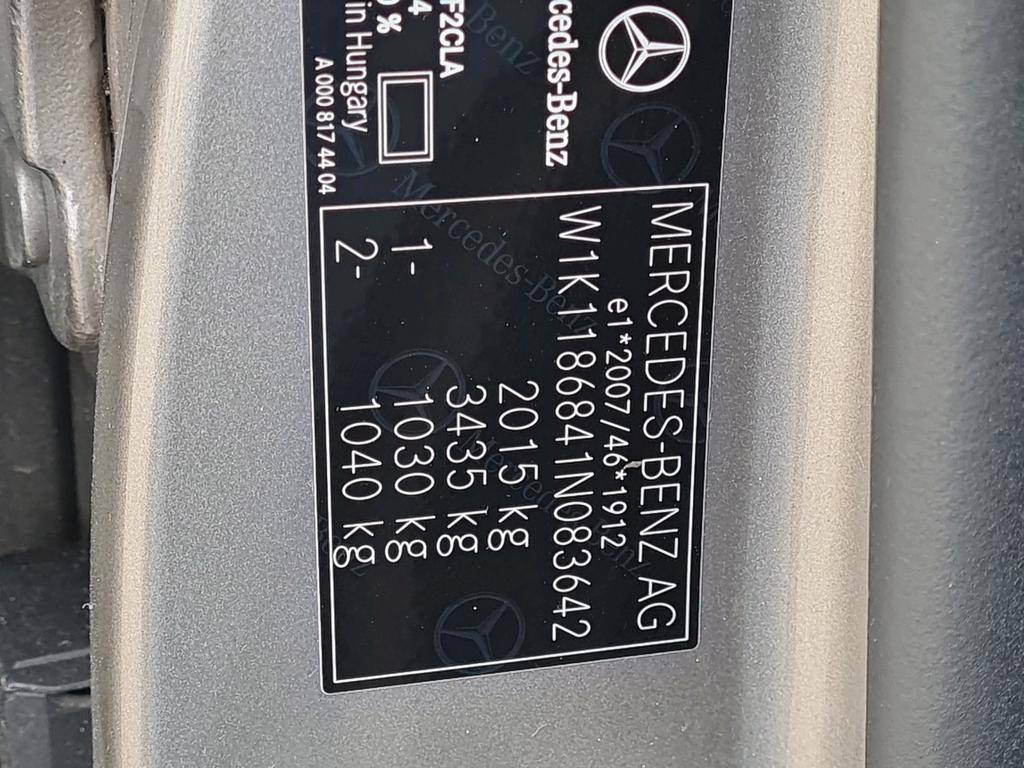 cedes-Benz
F2CLA
4
%
in Hungary
A 000 817 44 04
MERCEDES-BENZ AG
e1*2007/46*1912
W1K1186841N083642
2015 kg
3435 kg
1- 1030 kg
2- 1040 kg